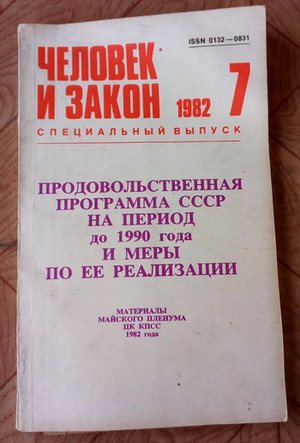 ISSN 0132—0831
ЧЕЛОВЕК
И ЗАКОН 1982 7
СПЕЦИАЛЬНЫЙ ВЫПУСК
ПРОДОВОЛЬСТВЕННАЯ
ПРОГРАММА СССР
НА ПЕРИОД
до 1990 года
И МЕРЫ
ПО ЕЕ РЕАЛИЗАЦИИ
МАТЕРИАЛЫ
МАЙСКОГО ПЛЕНУМА
ЦК КПСС
1982 года